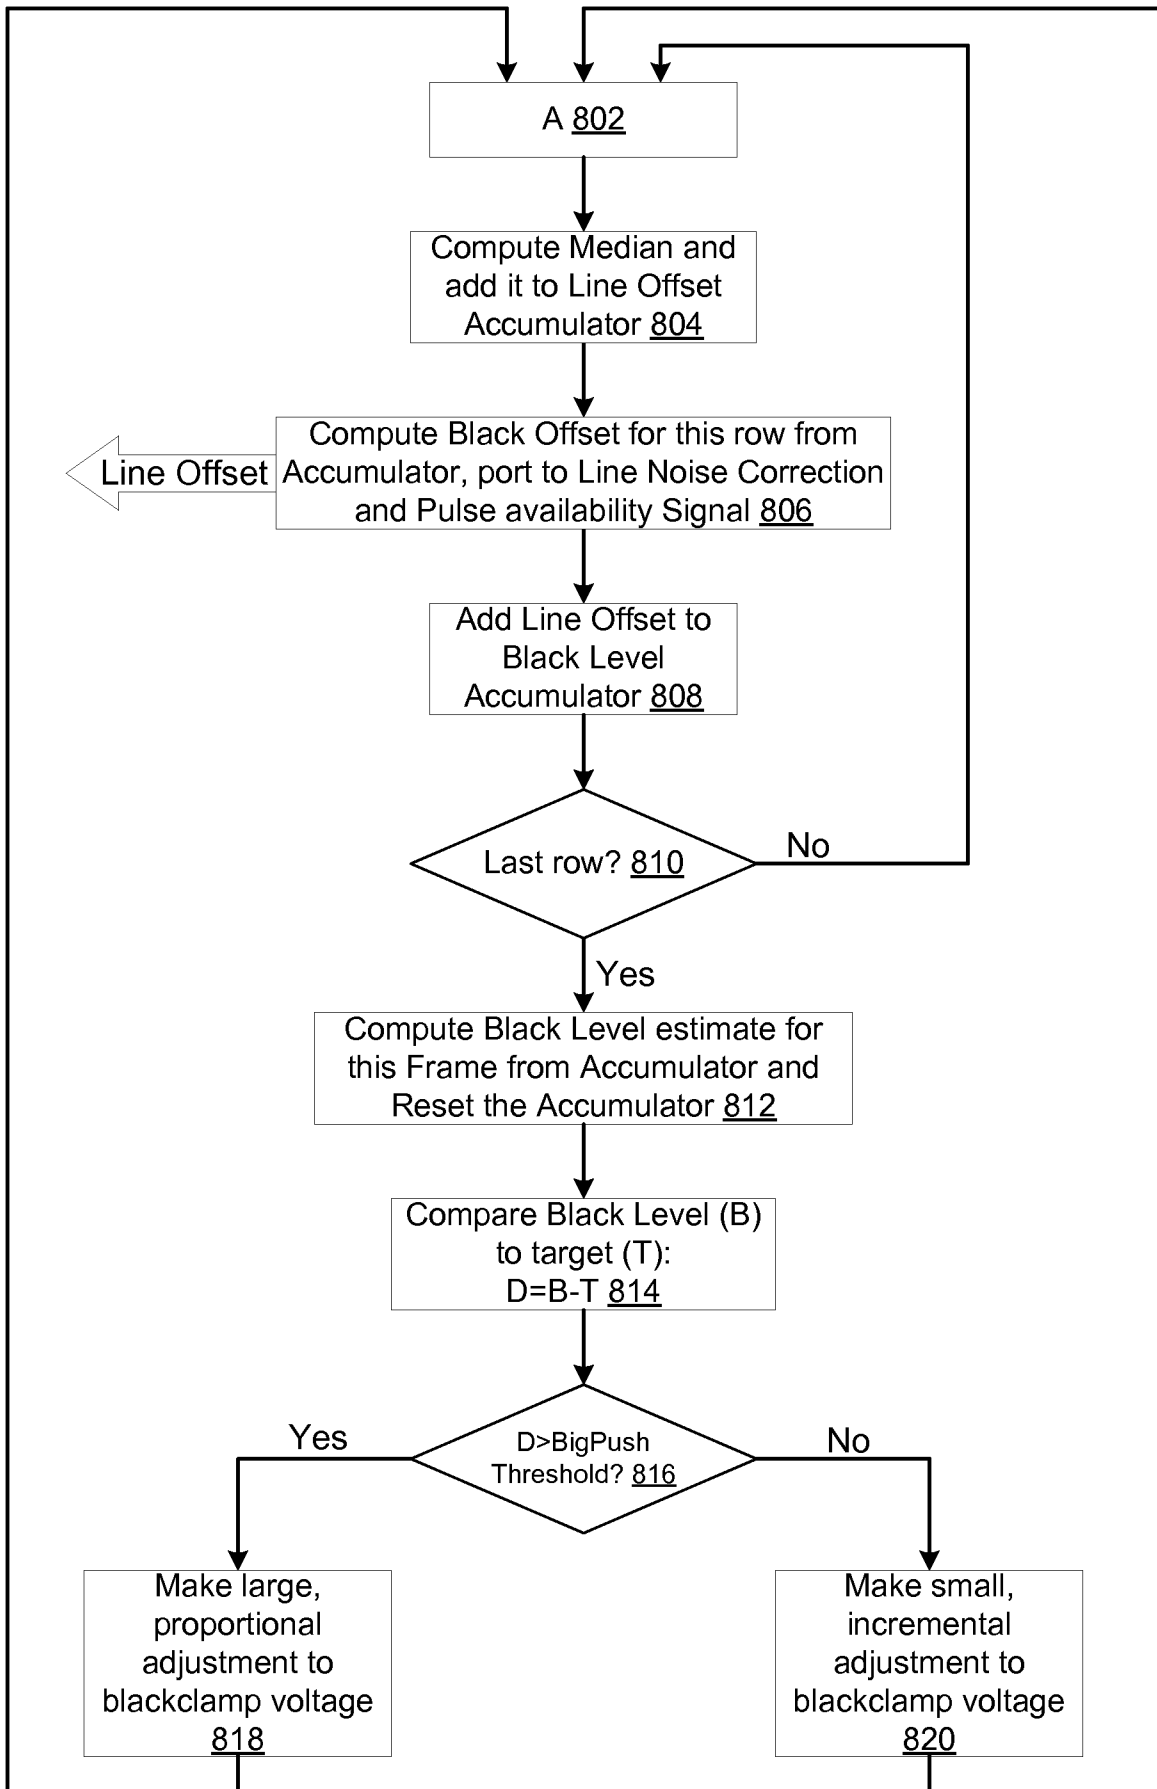 A 802
Compute Median and
add it to Line Offset
Accumulator 804
Compute Black Offset for this row from
Accumulator, port to Line Noise Correction
and Pulse availability Signal 806
Line Offset
Add Line Offset to
Black Level
Accumulator 808
Last row? 810
No
Yes
Compute Black Level estimate for
this Frame from Accumulator and
Reset the Accumulator 812
Compare Black Level (B)
to target (T):
D=B-T 814
D>BigPush
Threshold? 816
Yes
No
Make large,
proportional
adjustment to
blackclamp voltage
818
Make small,
incremental
adjustment to
blackclamp voltage
820